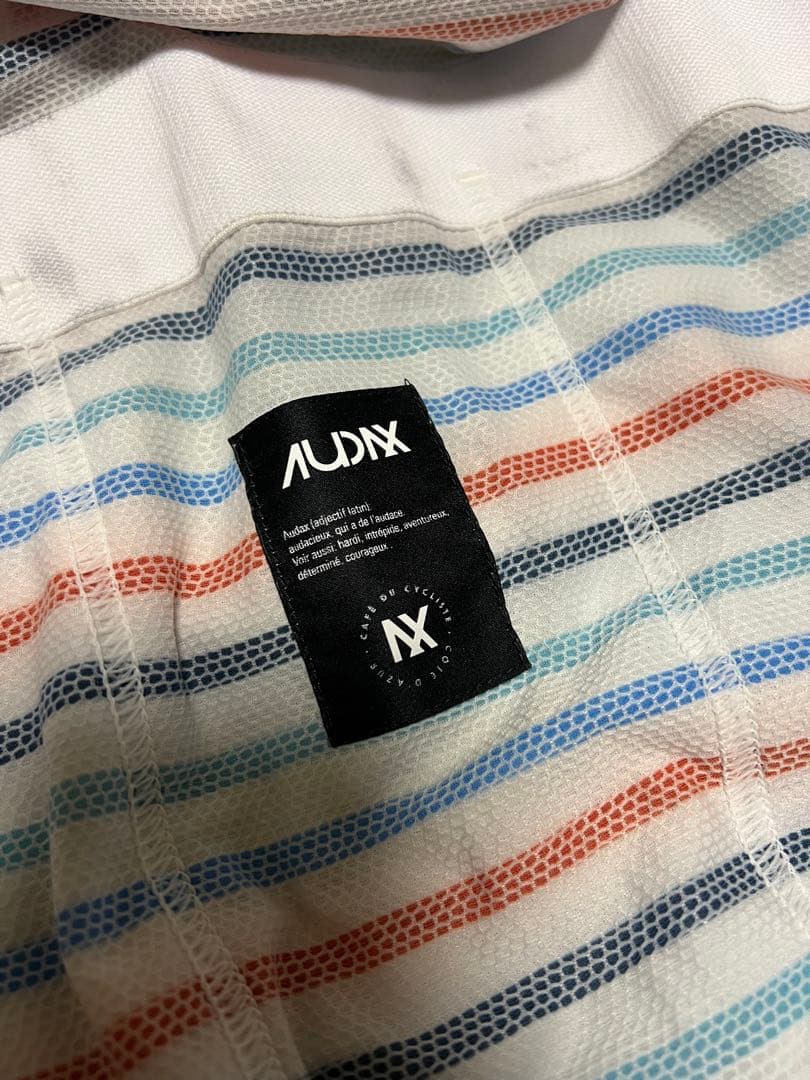 AUDAX
Audax (adjectif latin)
audacieux, qui a de l'audace.
Voir aussi: hardi, intrépide, aventureux,
déterminé, courageux.
CAFÉ DU CYCLISTE · CÔTE D'AZUR ·
AX